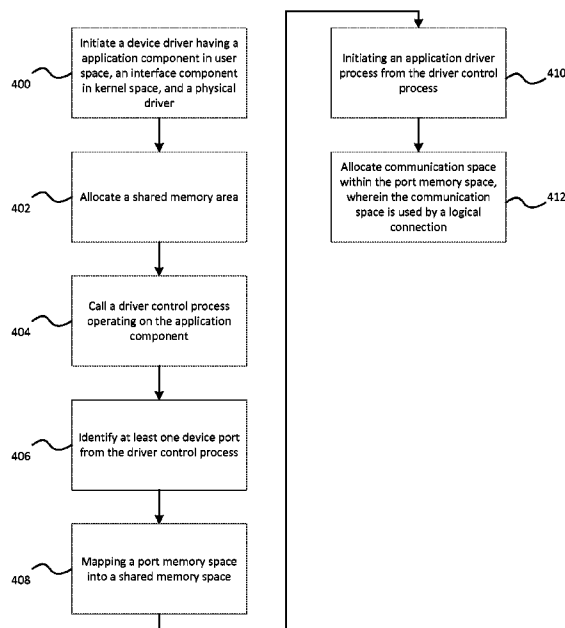 Initiate a device driver having a
application component in user
space, an interface component
in kernel space, and a physical
driver
400
Allocate a shared memory area
402
Call a driver control process
operating on the application
component
404
Identify at least one device port
from the driver control process
406
Mapping a port memory space
into a shared memory space
408
Initiating an application driver
process from the driver control
process
410
Allocate communication space
within the port memory space,
wherein the communication
space is used by a logical
connection
412